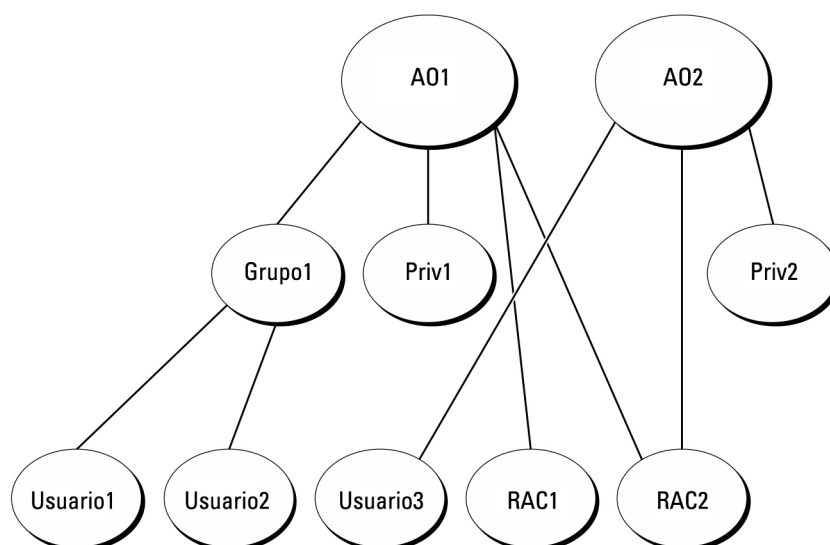 AO1
AO2
Grupo1
Priv1
Priv2
Usuario1
Usuario2
Usuario3
RAC1
RAC2